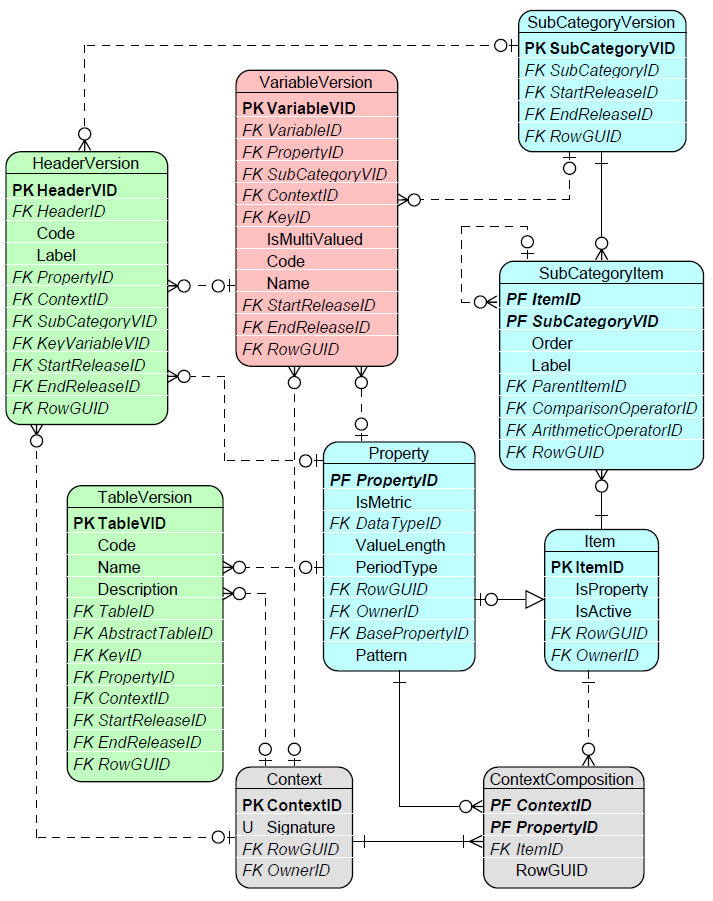 SubCategoryVersion
PK SubCategoryVID
FK SubCategoryID
FK StartReleaseID
FK EndReleaseID
FK RowGUID
VariableVersion
PK VariableVID
FK VariableID
FK PropertyID
FK SubCategoryVID
FK ContextID
FK KeyID
IsMultiValued
Code
Name
FK StartReleaseID
FK EndReleaseID
FK RowGUID
HeaderVersion
PK HeaderVID
FK HeaderID
Code
Label
FK PropertyID
FK ContextID
FK SubCategoryVID
FK KeyVariableVID
FK StartReleaseID
FK EndReleaseID
FK RowGUID
SubCategoryItem
PF ItemID
PF SubCategoryVID
Order
Label
FK ParentItemID
FK ComparisonOperatorID
FK ArithmeticOperatorID
FK RowGUID
Property
PF PropertyID
IsMetric
FK DataTypeID
ValueLength
PeriodType
FK RowGUID
FK OwnerID
FK BasePropertyID
Pattern
TableVersion
PK TableVID
Code
Name
Description
FK TableID
FK AbstractTableID
FK KeyID
FK PropertyID
FK ContextID
FK StartReleaseID
FK EndReleaseID
FK RowGUID
Item
PK ItemID
IsProperty
IsActive
FK RowGUID
FK OwnerID
Context
PK ContextID
U Signature
FK RowGUID
FK OwnerID
ContextComposition
PF ContextID
PF PropertyID
FK ItemID
RowGUID